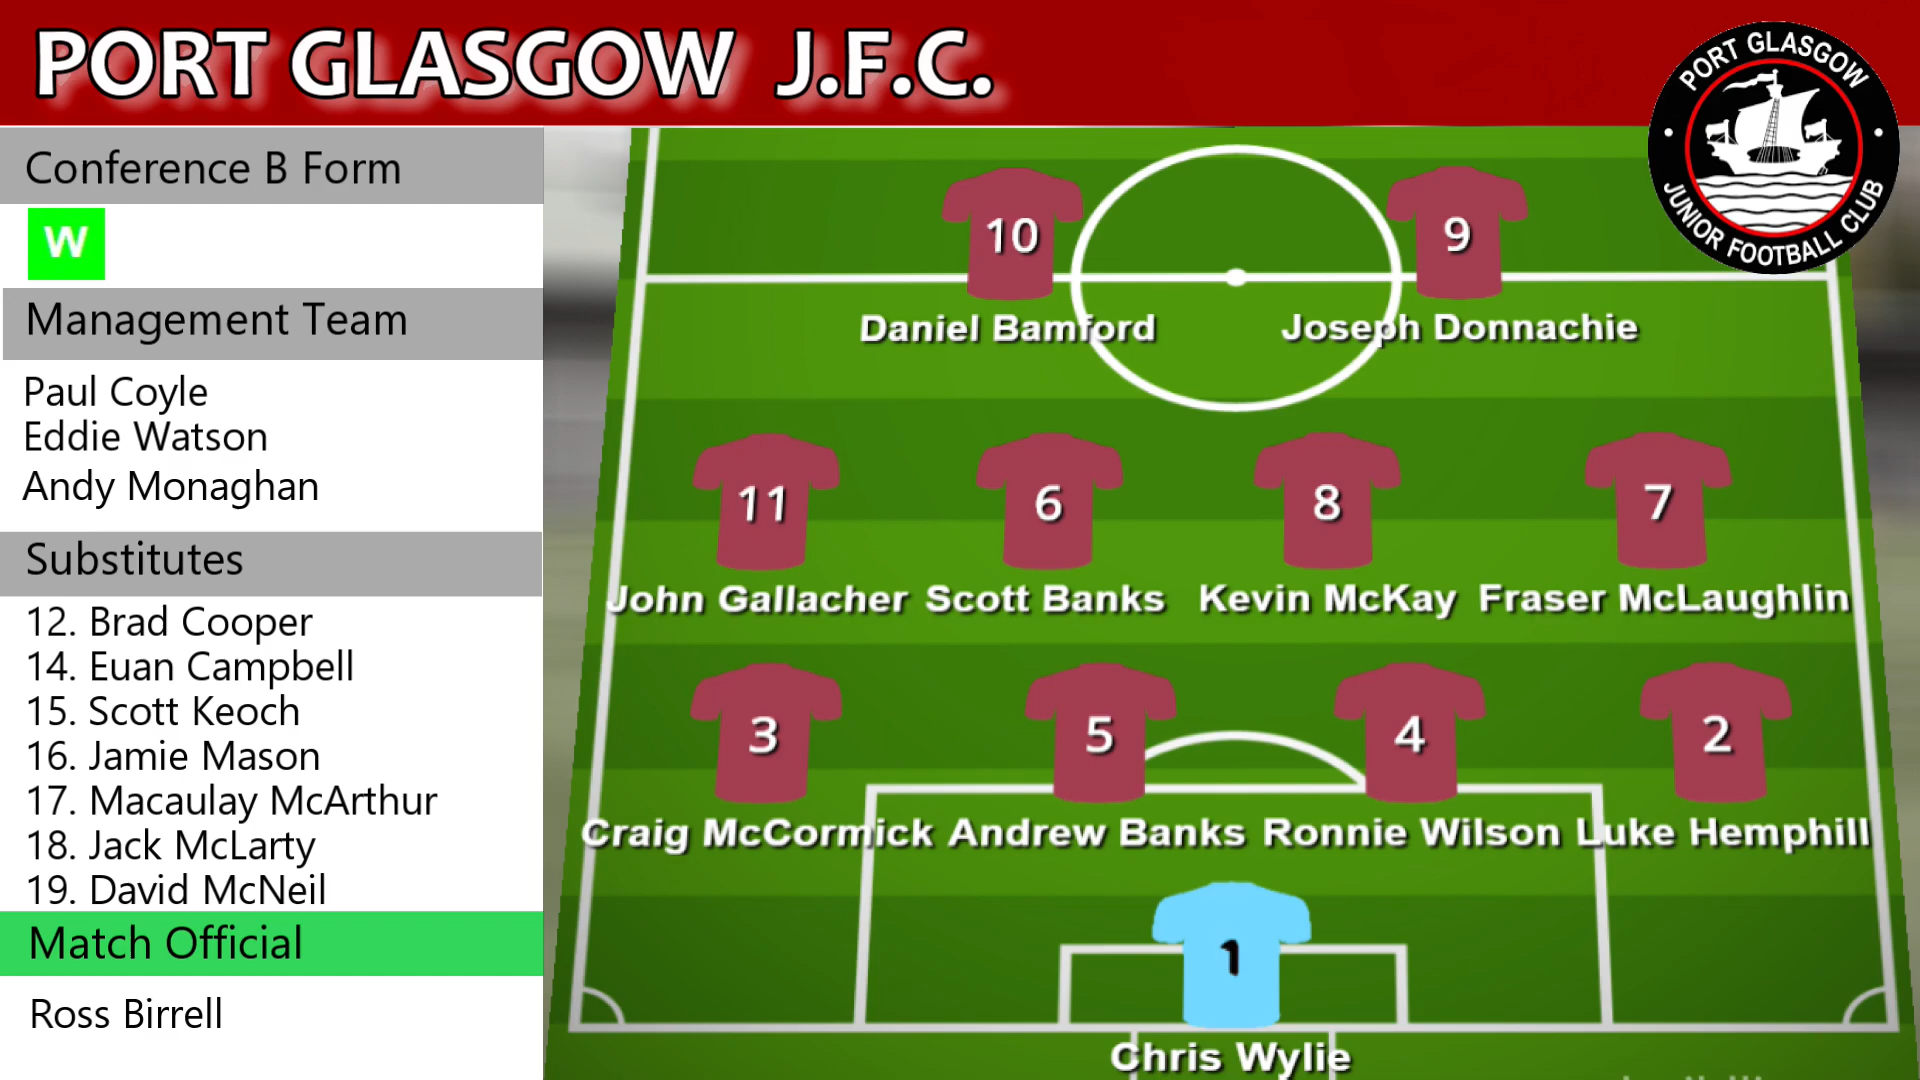 PORT GLASGOW J.F.C.
PORT GLASGOW
JUNIOR FOOTBALL CLUB
Conference B Form
W
Management Team
Paul Coyle
Eddie Watson
Andy Monaghan
Substitutes
12. Brad Cooper
14. Euan Campbell
15. Scott Keoch
16. Jamie Mason
17. Macaulay McArthur
18. Jack McLarty
19. David McNeil
Match Official
Ross Birrell
10 9
Daniel Bamford Joseph Donnachie
11 6 8 7
John Gallacher Scott Banks Kevin McKay Fraser McLaughlin
3 5 4 2
Craig McCormick Andrew Banks Ronnie Wilson Luke Hemphill
1
Chris Wylie